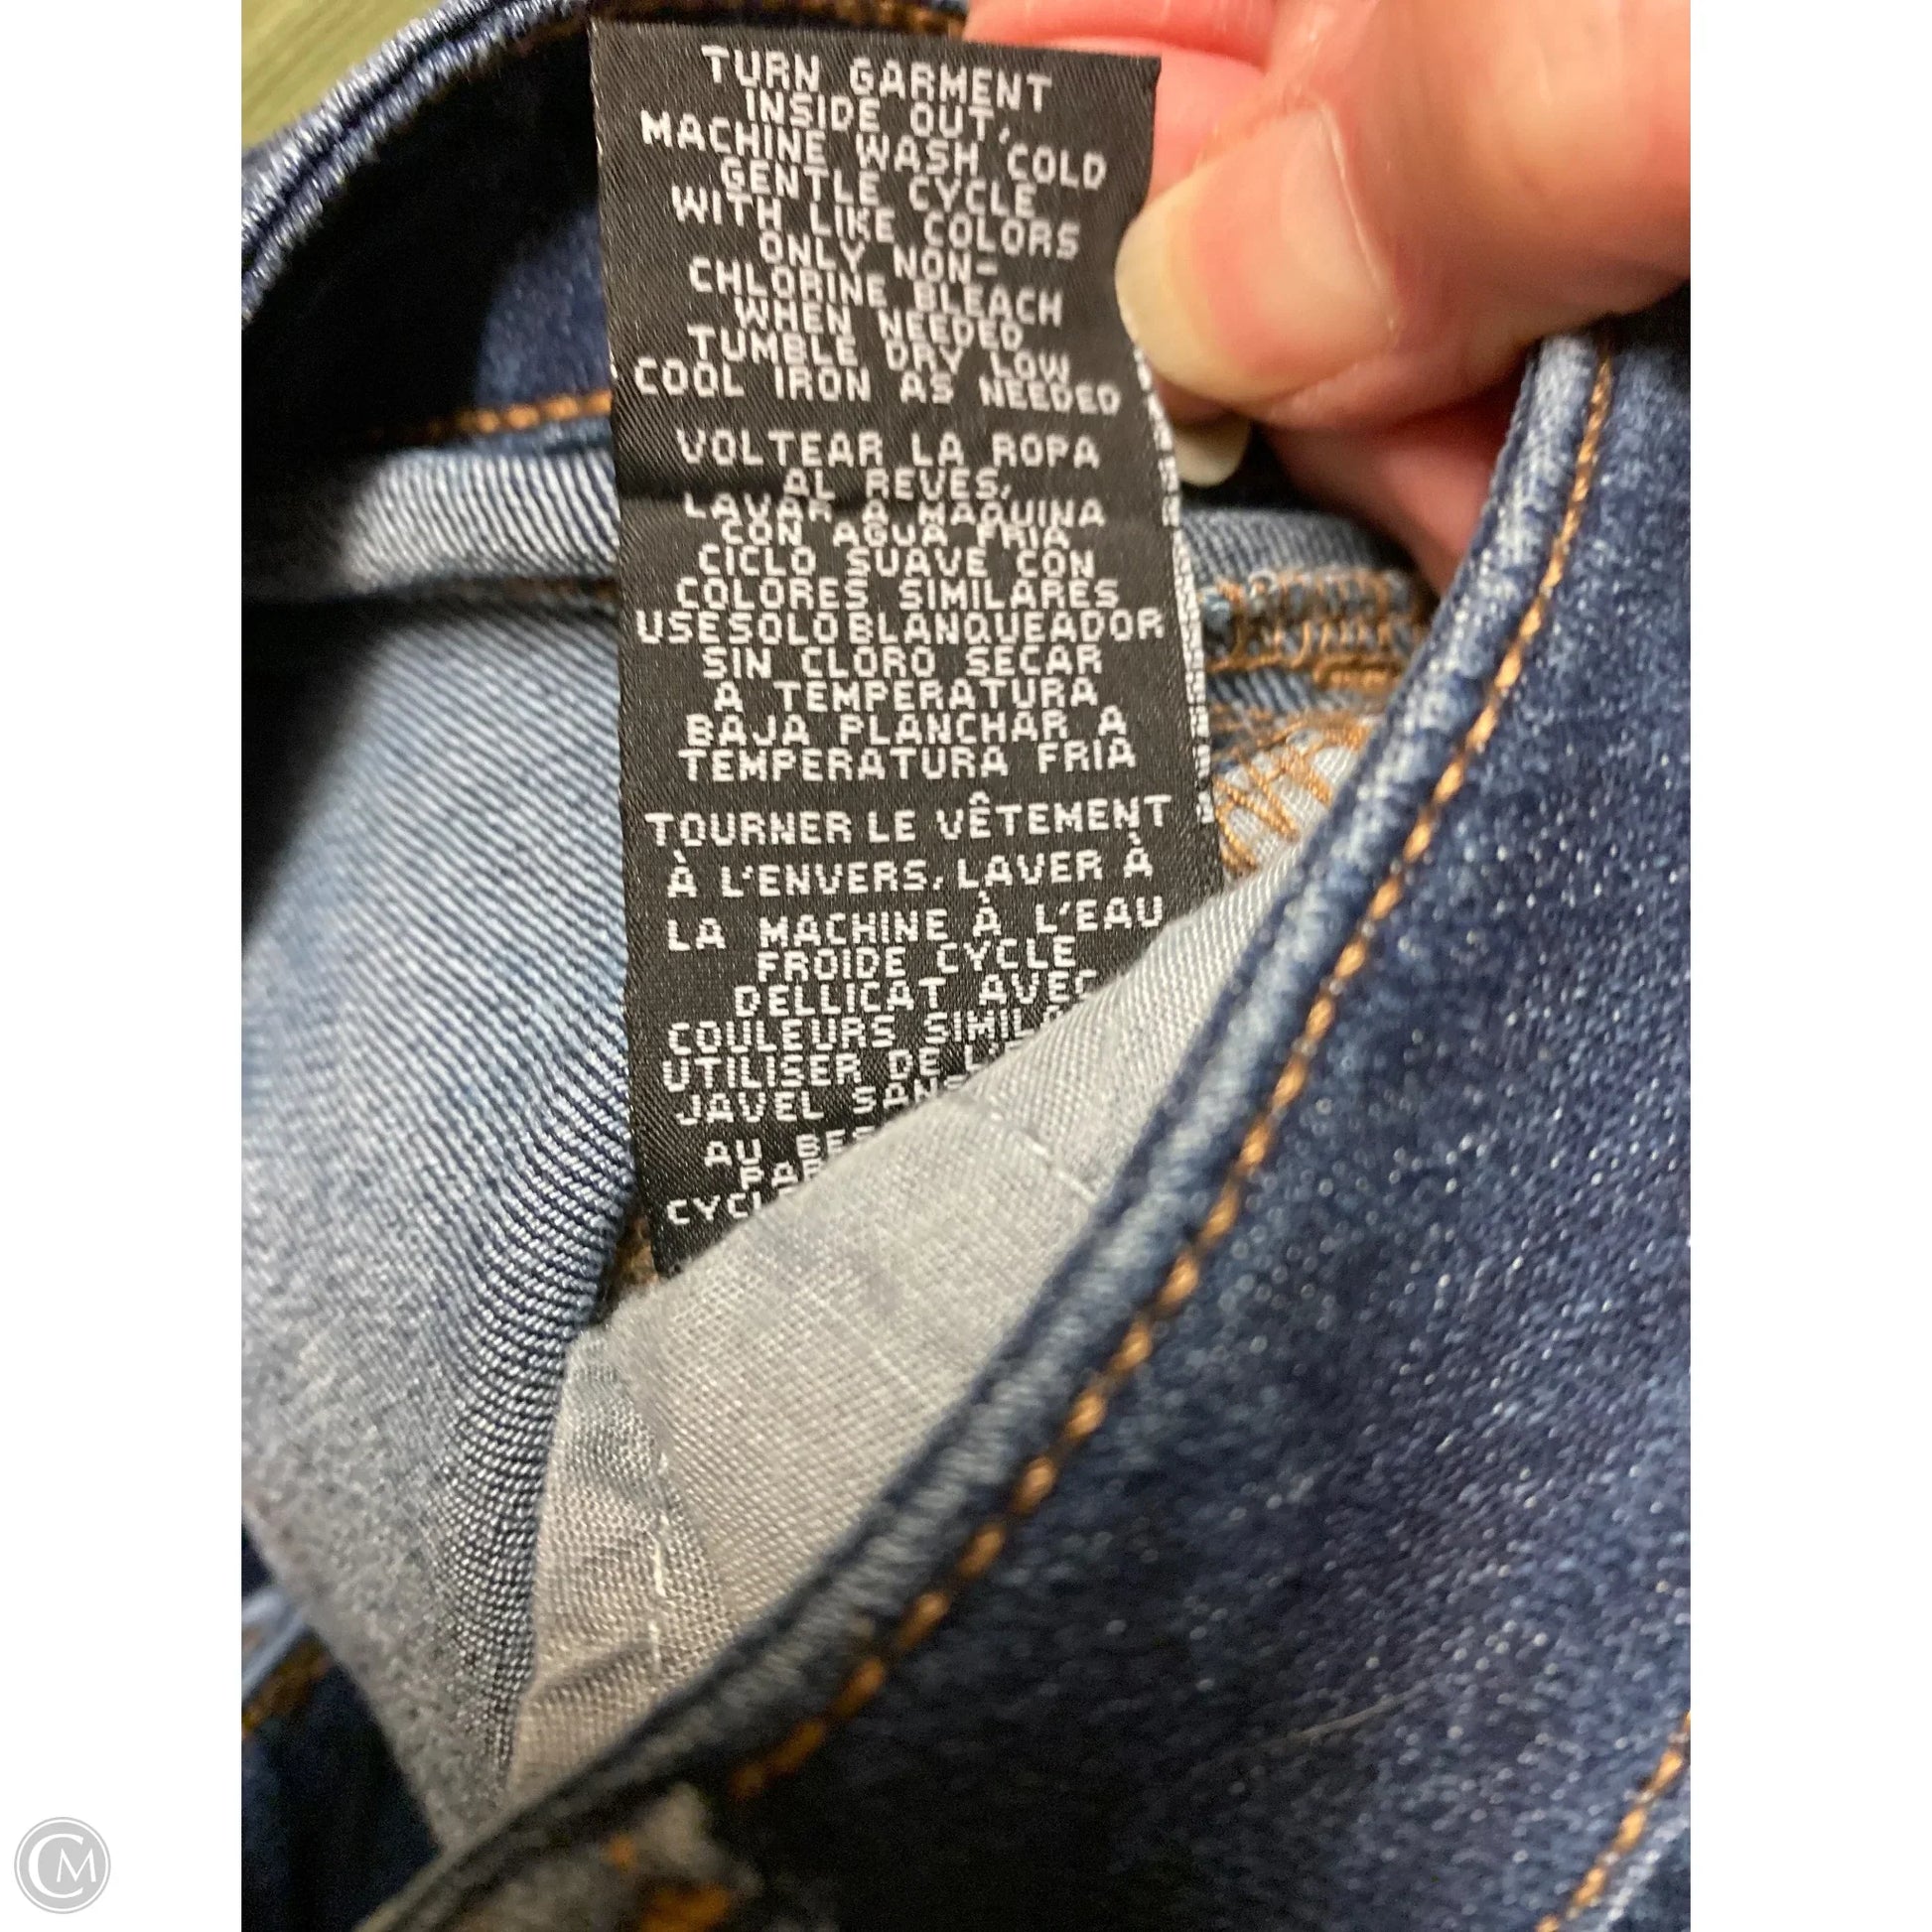 TURN GARMENT
INSIDE OUT,
MACHINE WASH COLD
GENTLE CYCLE
WITH LIKE COLORS
ONLY NON-
CHLORINE BLEACH
WHEN NEEDED
TUMBLE DRY LOW
COOL IRON AS NEEDED
VOLTEAR LA ROPA
AL REVES,
LAVAR A MAQUINA
CON AGUA FRIA
CICLO SUAVE CON
COLORES SIMILARES
USESOLOBLANQUEADOR
SIN CLORO SECAR
A TEMPERATURA
BAJA PLANCHAR A
TEMPERATURA FRIA
TOURNER LE VÊTEMENT
À L'ENVERS, LAVER À
LA MACHINE À L'EAU
FROIDE CYCLE
DELLICAT AVEC
COULEURS
UTILISER DE
JAVEL
AU
CM